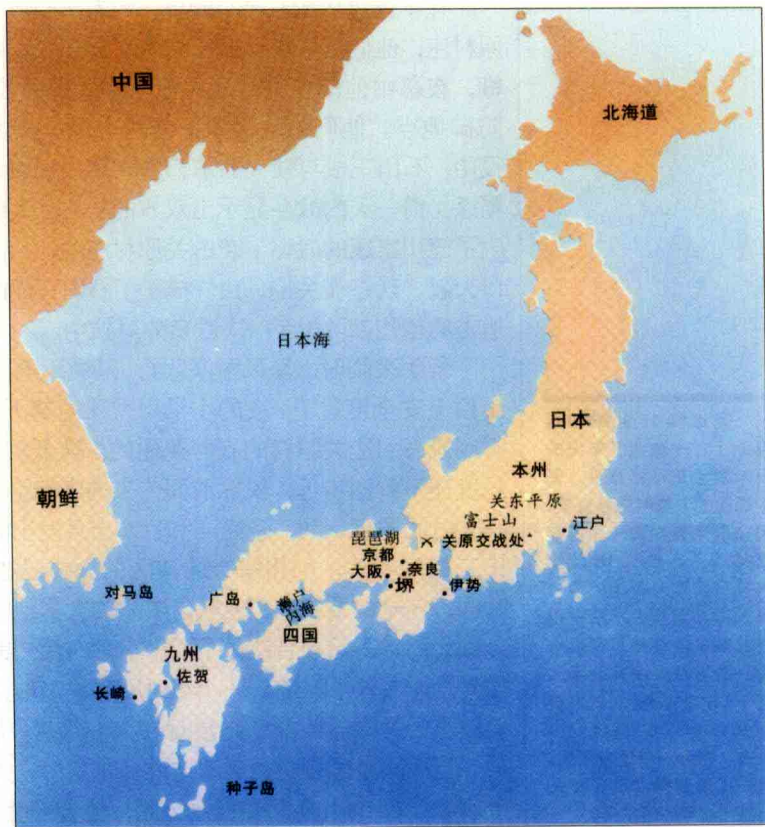 中国
北海道
日本海
日本
本州
朝鲜
关东平原
富士山
江户
琵琶湖
关原交战处
京都
大阪
奈良
堺
伊势
对马岛
广岛
濑户
内海
四国
九州
佐贺
长崎
种子岛